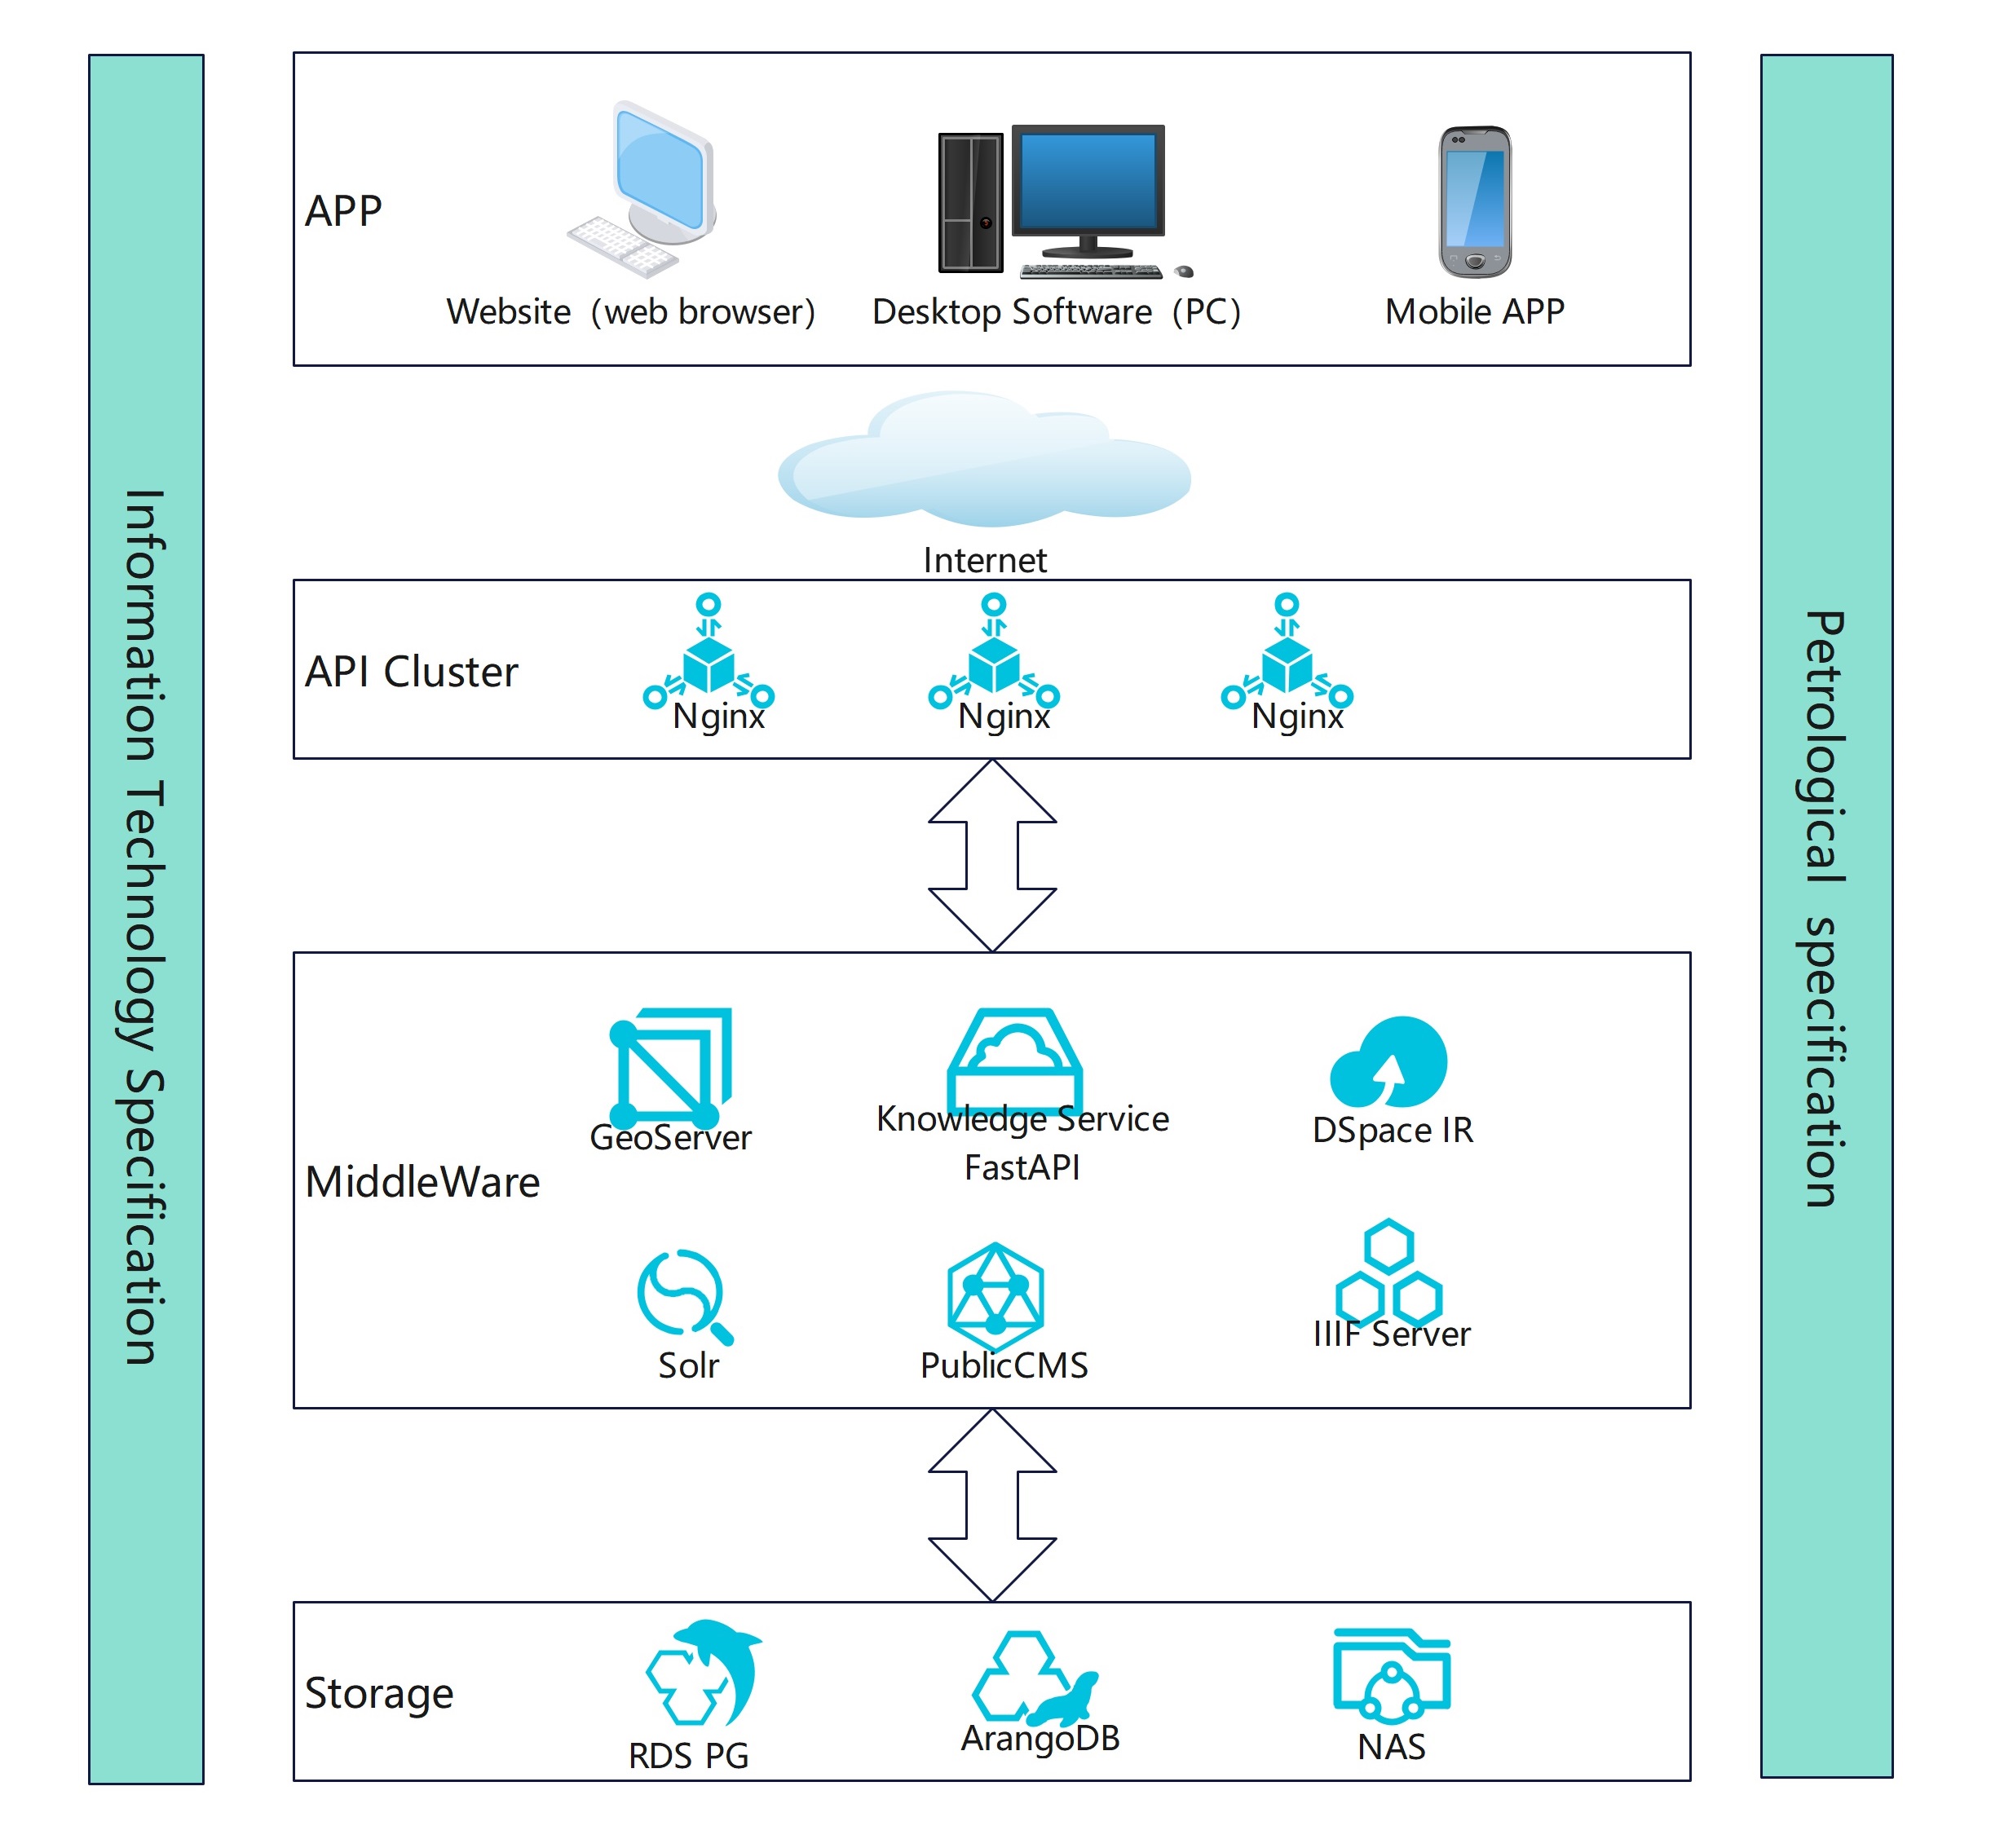 Information Technology Specification
APP
Website（web browser）
Desktop Software（PC）
Mobile APP
Internet
API Cluster
Nginx
Nginx
Nginx
MiddleWare
GeoServer
Knowledge Service
FastAPI
DSpace IR
Solr
PublicCMS
IIIF Server
Storage
RDS PG
ArangoDB
NAS
Petrological specification